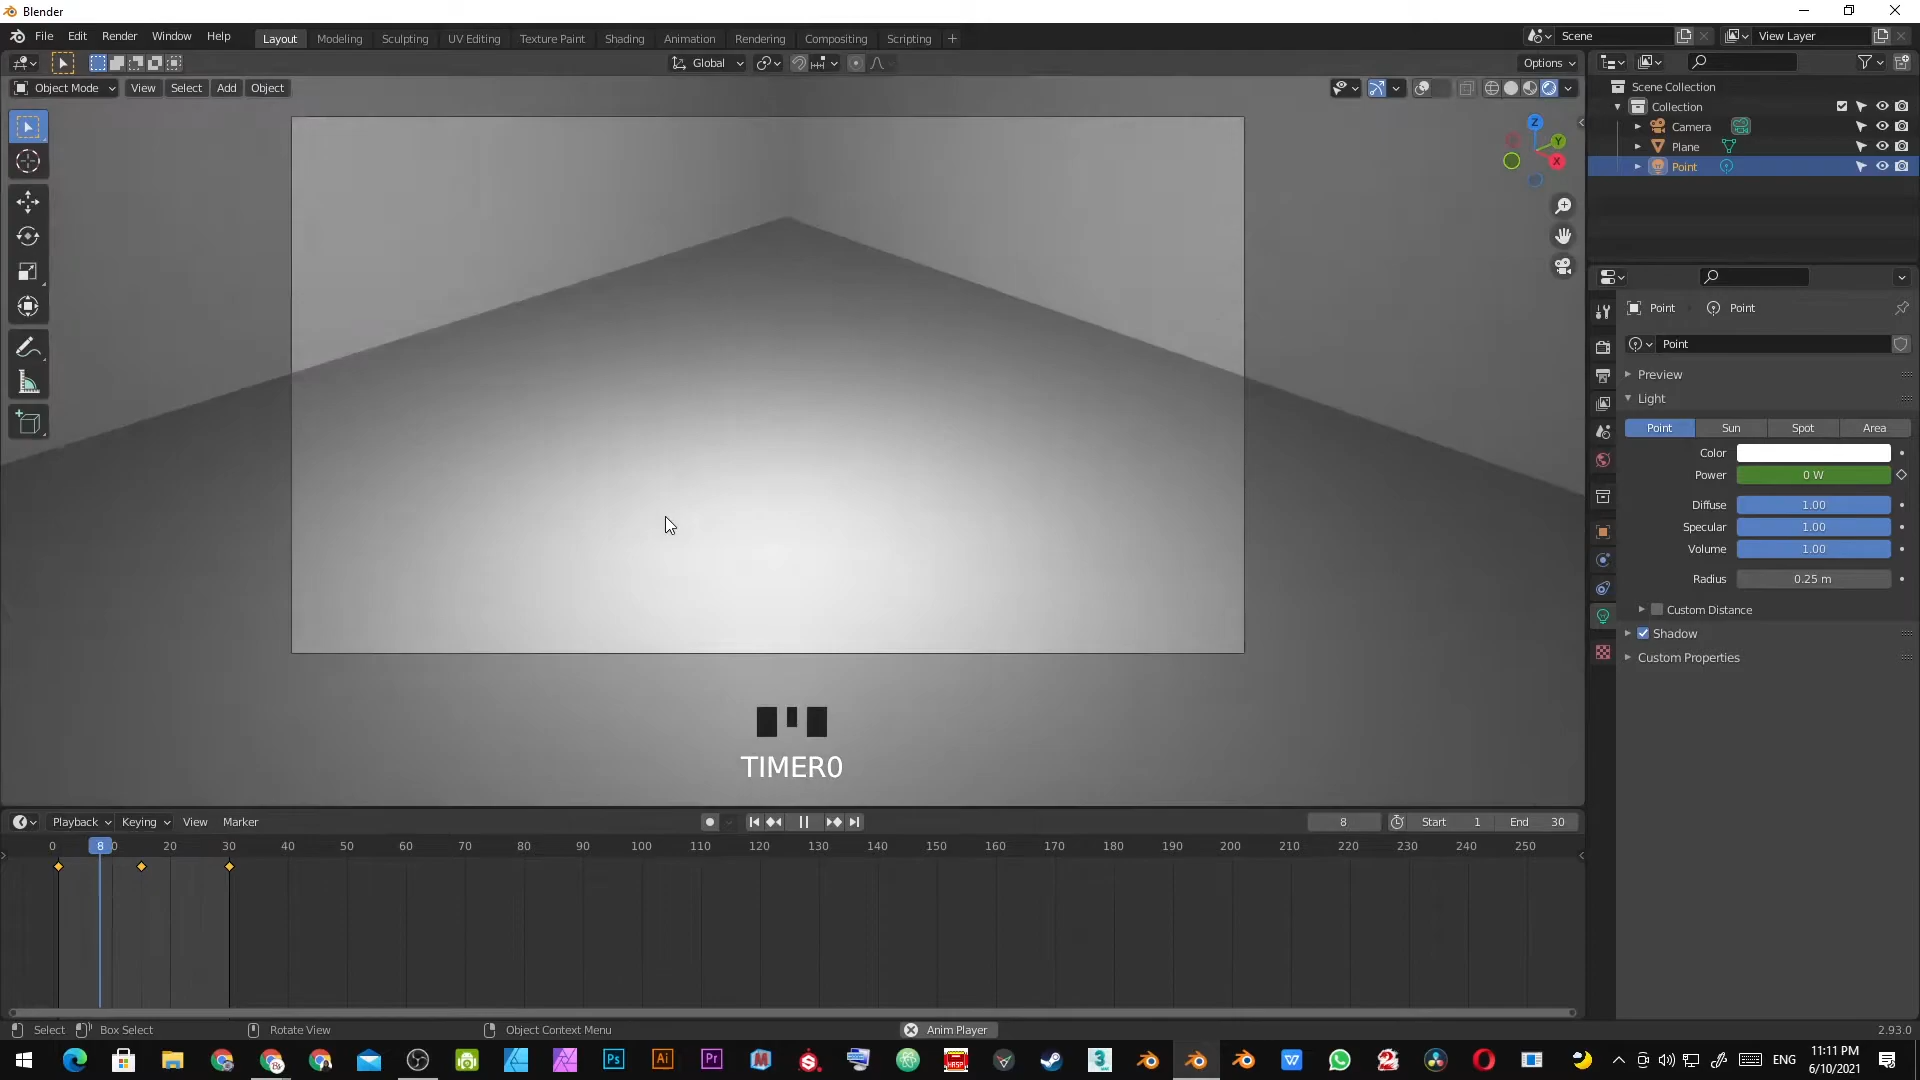 Blender
File Edit Render Window Help
Layout Modeling Sculpting UV Editing Texture Paint Shading Animation Rendering Compositing Scripting +
Scene
View Layer
Global
Options
Object Mode View Select Add Object
Z
Y
X
Scene Collection
Collection
Camera
Plane
Point
Point Point
Point
Preview
Light
Point Sun Spot Area
Color
Power 0 W
Diffuse 1.00
Specular 1.00
Volume 1.00
Radius 0.25 m
Custom Distance
Shadow
Custom Properties
TIMER0
Playback Keying View Marker
8 Start 1 End 30
0 8 0 20 30 40 50 60 70 80 90 100 110 120 130 140 150 160 170 180 190 200 210 220 230 240 250
Select Box Select Rotate View Object Context Menu Anim Player 2.93.0
Ps Ai Pr
ENG
11:11 PM
6/10/2021